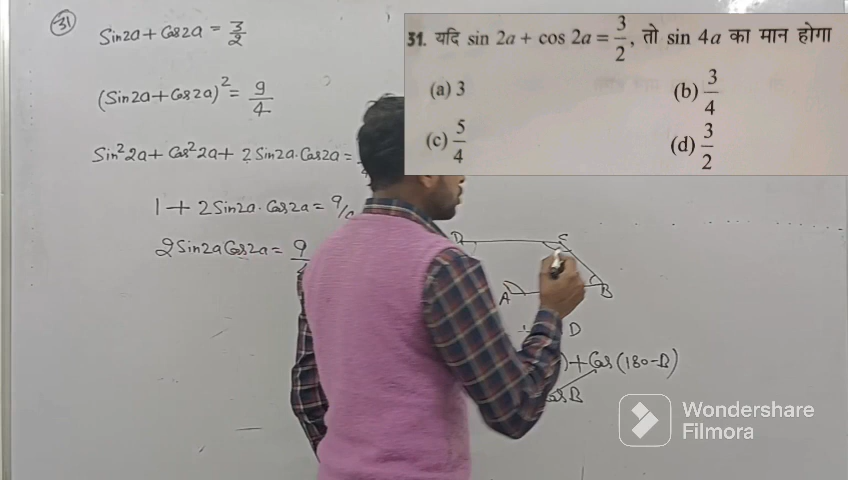 31
Sin2a + Cos2a = 3/2
(Sin2a + Cos2a)² = 9/4
Sin²2a + Cos²2a + 2 Sin2a·Cos2a =
1 + 2Sin2a·Cos2a = 9/
2Sin2aCos2a = 9
31. यदि sin 2a + cos 2a = 3/2, तो sin 4a का मान होगा
(a) 3
(b) 3/4
(c) 5/4
(d) 3/2
A
B
D
) + Cos(180-B)
CosB
Wondershare
Filmora